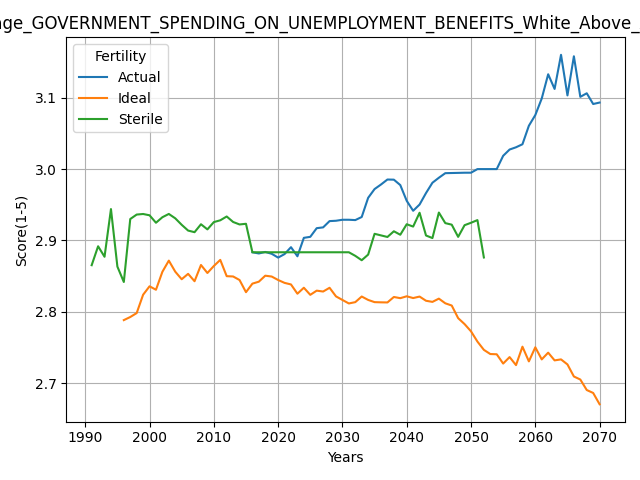 GOVERNMENT_SPENDING_ON_UNEMPLOYMENT_BENEFITS_White_Above_
Fertility
Actual
Ideal
Sterile
3.1
3.0
2.9
2.8
2.7
Score(1-5)
1990 2000 2010 2020 2030 2040 2050 2060 2070
Years